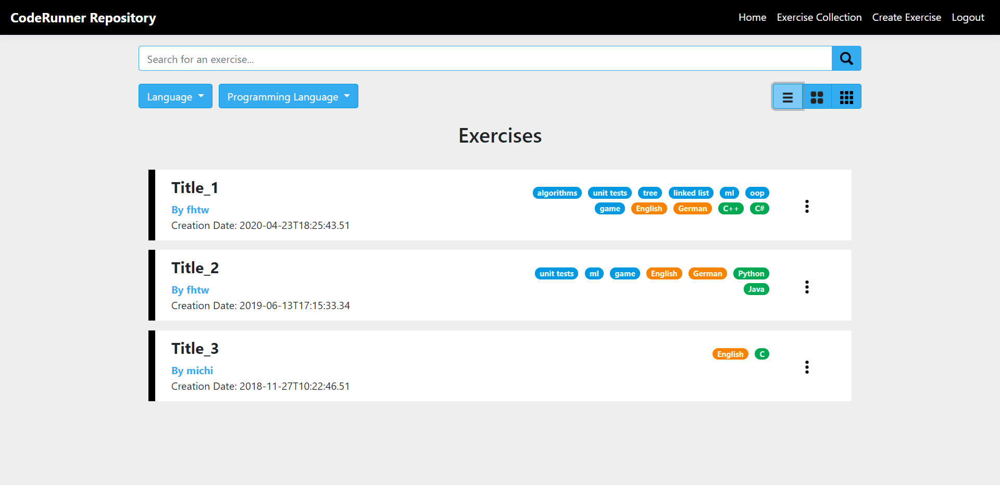 CodeRunner Repository
Home Exercise Collection Create Exercise Logout
Search for an exercise...
Language Programming Language
Exercises
Title_1
By fhtw
Creation Date: 2020-04-23T18:25:43.51
algorithms unit tests tree linked list ml oop
game English German C++ C#
Title_2
By fhtw
Creation Date: 2019-06-13T17:15:33.34
unit tests ml game English German Python
Java
Title_3
By michi
Creation Date: 2018-11-27T10:22:46.51
English C